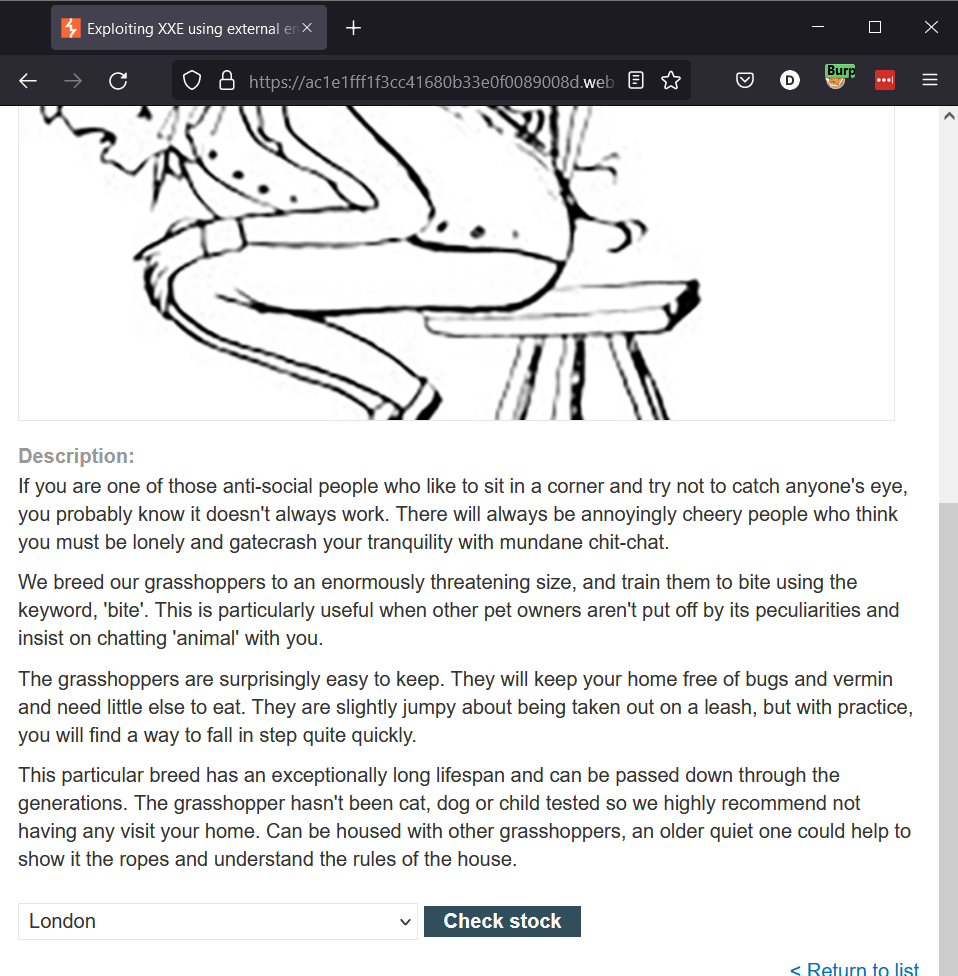 Exploiting XXE using external en
https://ac1e1fff1f3cc41680b33e0f0089008d.web
D
Burp
Description:
If you are one of those anti-social people who like to sit in a corner and try not to catch anyone's eye,
you probably know it doesn't always work. There will always be annoyingly cheery people who think
you must be lonely and gatecrash your tranquility with mundane chit-chat.
We breed our grasshoppers to an enormously threatening size, and train them to bite using the
keyword, 'bite'. This is particularly useful when other pet owners aren't put off by its peculiarities and
insist on chatting 'animal' with you.
The grasshoppers are surprisingly easy to keep. They will keep your home free of bugs and vermin
and need little else to eat. They are slightly jumpy about being taken out on a leash, but with practice,
you will find a way to fall in step quite quickly.
This particular breed has an exceptionally long lifespan and can be passed down through the
generations. The grasshopper hasn't been cat, dog or child tested so we highly recommend not
having any visit your home. Can be housed with other grasshoppers, an older quiet one could help to
show it the ropes and understand the rules of the house.
London
Check stock
< Return to list